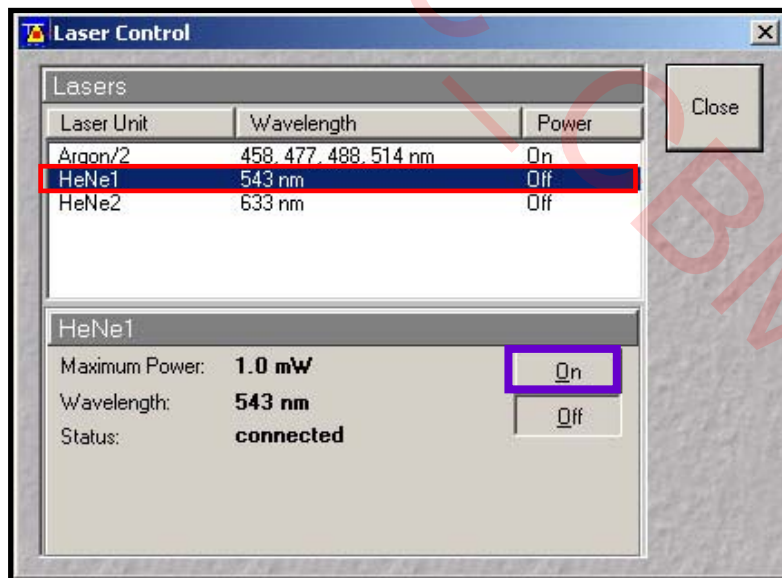 Laser Control
Lasers
Close
Laser Unit Wavelength Power
Argon/2 458, 477, 488, 514 nm On
HeNe1 543 nm Off
HeNe2 633 nm Off
HeNe1
Maximum Power: 1.0 mW On
Wavelength: 543 nm
Off
Status: connected